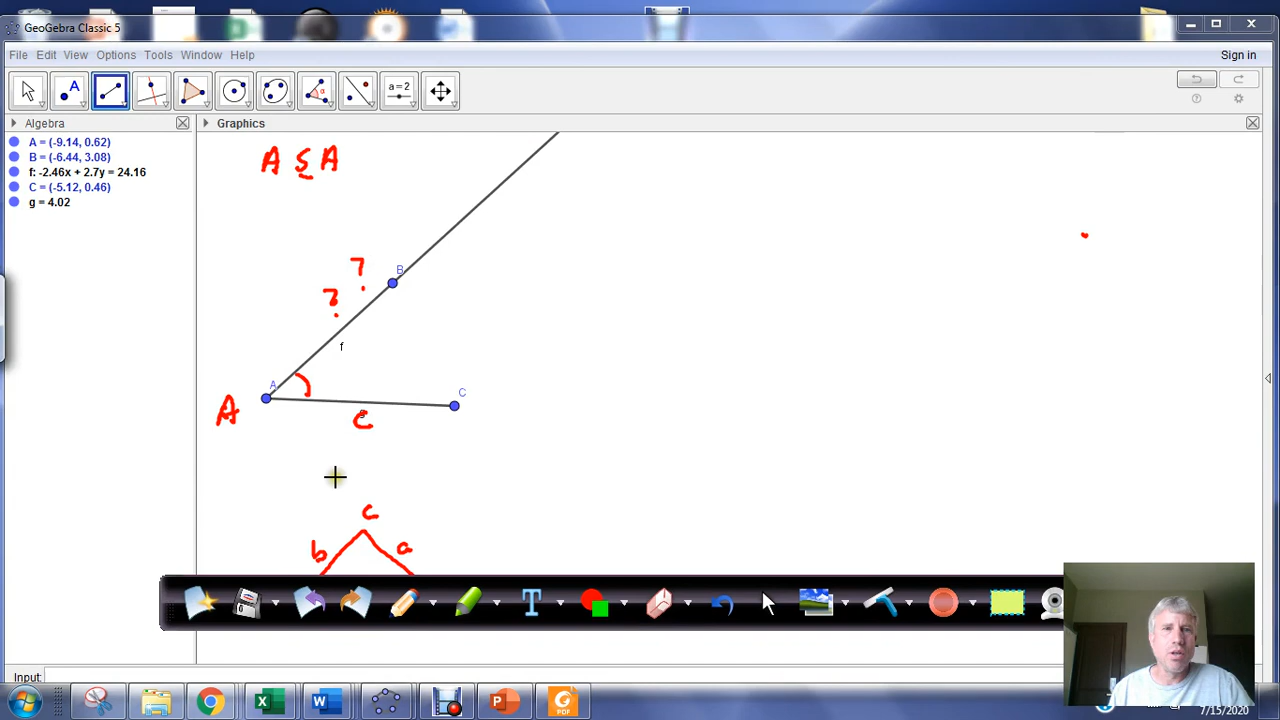 GeoGebra Classic 5
File Edit View Options Tools Window Help
Sign in
A
α
a=2
Algebra
Graphics
A = (-9.14, 0.62)
B = (-6.44, 3.08)
f: -2.46x + 2.7y = 24.16
C = (-5.12, 0.46)
g = 4.02
A S A
?
B
?
f
A
C
A
c
c
b
a
T
Input:
7/15/2020